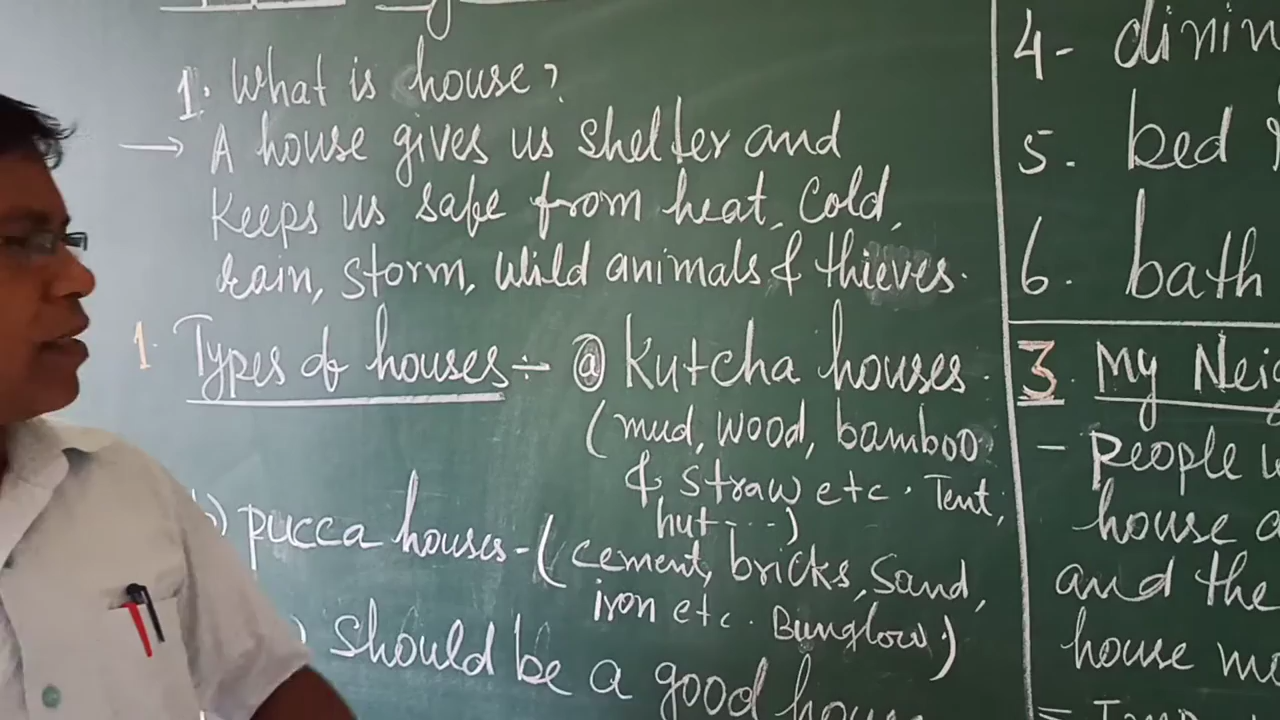 1. What is house?
→ A house gives us shelter and
keeps us safe from heat, cold,
rain, storm, wild animals & thieves.
1. Types of houses ÷ @ Kutcha houses.
(mud, wood, bamboo
& straw etc. Tent,
hut ---)
) pucca houses - (cement, bricks, sand,
iron etc. Bunglow.)
) should be a good
4- dinin
5. bed
6. bath
3. My Neig
- people
house
and the
house